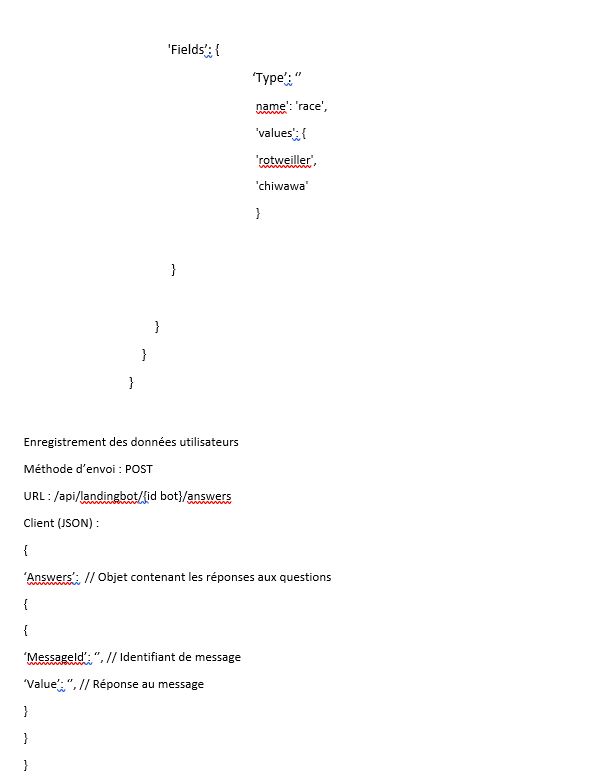 'Fields’: {
‘Type’: ‘’
name': 'race',
'values': {
'rotweiller',
'chiwawa'
}
}
}
}
}
Enregistrement des données utilisateurs
Méthode d’envoi : POST
URL : /api/landingbot/{id bot}/answers
Client (JSON) :
{
‘Answers’:  // Objet contenant les réponses aux questions
{
{
‘MessageId’: ‘’, // Identifiant de message
‘Value’: ‘’, // Réponse au message
}
}
}